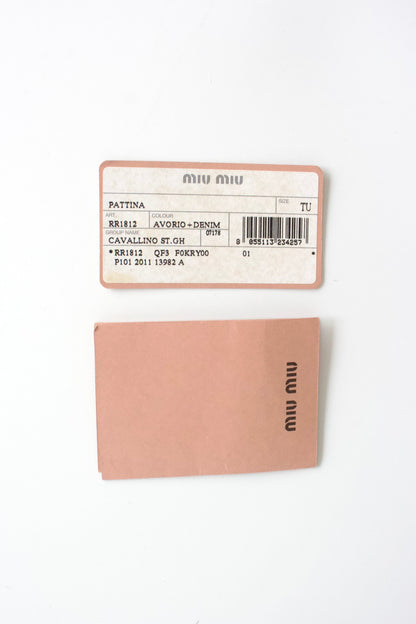 MIU MIU
SIZE
PATTINA TU
ART. COLOUR
RR1812 AVORIO+DENIM
GROUP NAME 07178
CAVALLINO ST.GH 8 055113 234257
*RR1812 QF3 F0KRY00 01 *
P101 2011 13982 A
MIU MIU